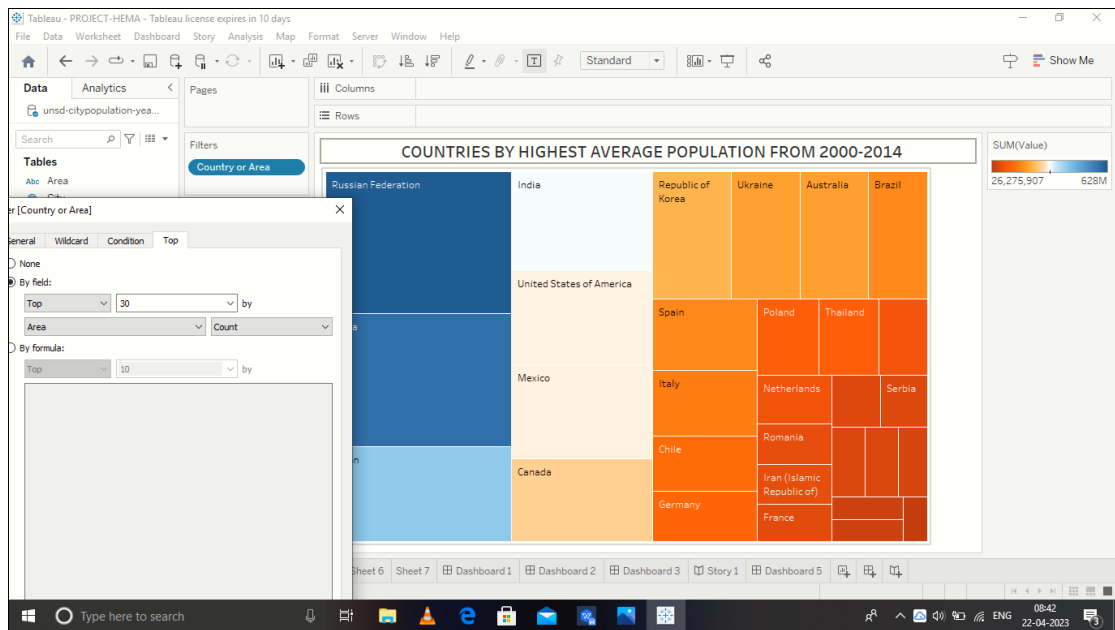 Tableau - PROJECT-HEMA - Tableau license expires in 10 days
File Data Worksheet Dashboard Story Analysis Map Format Server Window Help
Standard
Show Me
Data Analytics
Pages
Columns
unsd-citypopulation-yea...
Rows
Search
Filters
Country or Area
Tables
Abc Area
COUNTRIES BY HIGHEST AVERAGE POPULATION FROM 2000-2014
SUM(Value)
26,275,907 628M
er [Country or Area]
General Wildcard Condition Top
None
By field:
Top 30 by
Area Count
By formula:
Top 10 by
Russian Federation
a
n
India
United States of America
Mexico
Canada
Republic of
Korea
Ukraine
Australia
Brazil
Spain
Italy
Chile
Germany
Poland
Thailand
Netherlands
Serbia
Romania
Iran (Islamic
Republic of)
France
Sheet 6 Sheet 7 Dashboard 1 Dashboard 2 Dashboard 3 Story 1 Dashboard 5
Type here to search
ENG
08:42
22-04-2023
3